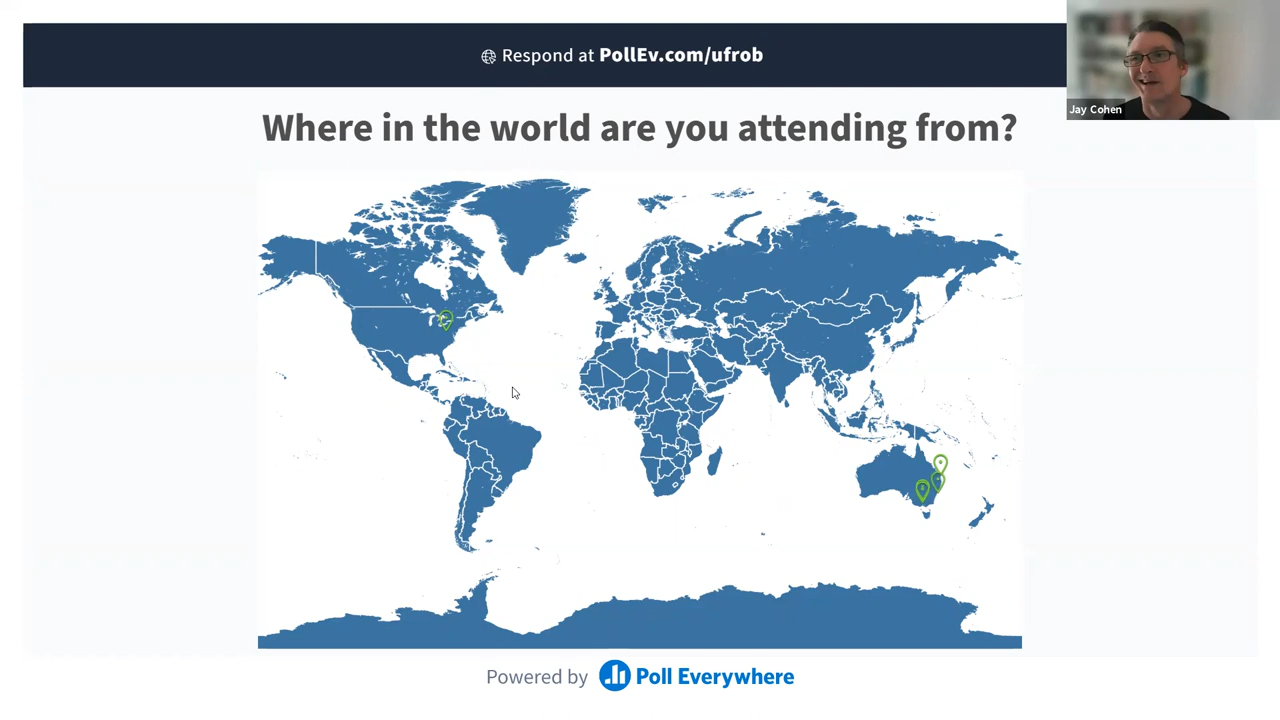 Respond at PollEv.com/ufrob
Jay Cohen
Where in the world are you attending from?
Powered by Poll Everywhere